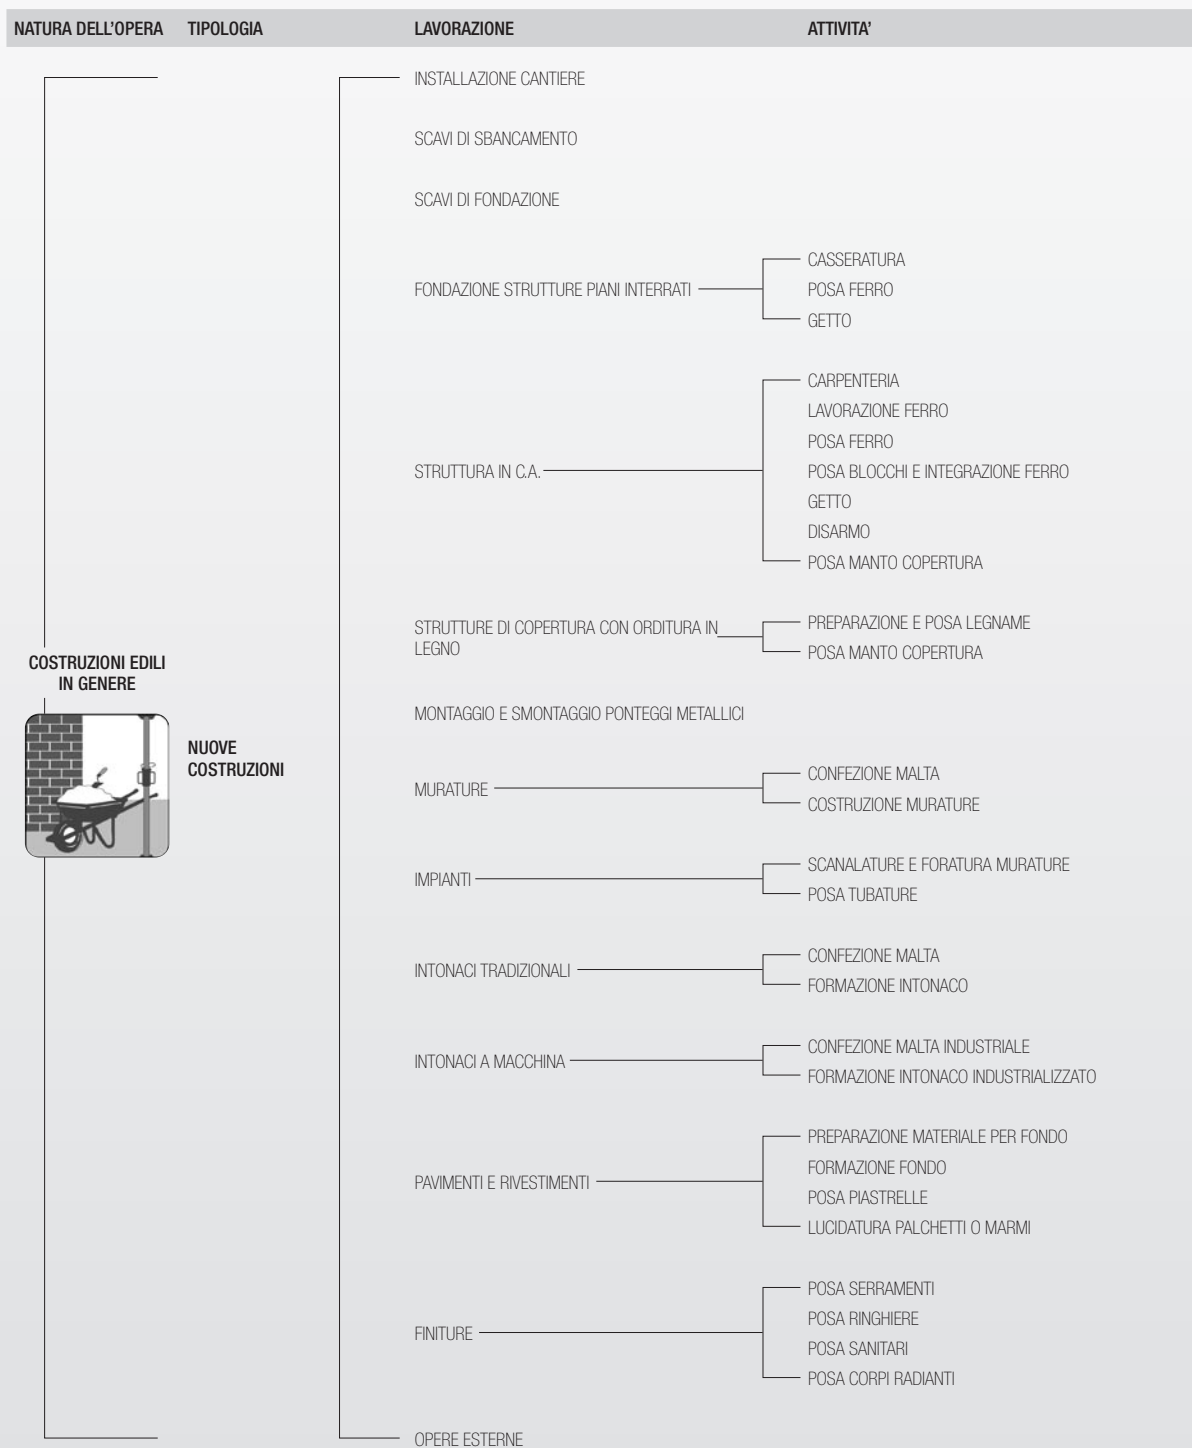 NATURA DELL'OPERA TIPOLOGIA LAVORAZIONE ATTIVITA'
INSTALLAZIONE CANTIERE
SCAVI DI SBANCAMENTO
SCAVI DI FONDAZIONE
FONDAZIONE STRUTTURE PIANI INTERRATI
CASSERATURA
POSA FERRO
GETTO
STRUTTURA IN C.A.
CARPENTERIA
LAVORAZIONE FERRO
POSA FERRO
POSA BLOCCHI E INTEGRAZIONE FERRO
GETTO
DISARMO
POSA MANTO COPERTURA
STRUTTURE DI COPERTURA CON ORDITURA IN
LEGNO
PREPARAZIONE E POSA LEGNAME
POSA MANTO COPERTURA
COSTRUZIONI EDILI
IN GENERE
NUOVE
COSTRUZIONI
MONTAGGIO E SMONTAGGIO PONTEGGI METALLICI
MURATURE
CONFEZIONE MALTA
COSTRUZIONE MURATURE
IMPIANTI
SCANALATURE E FORATURA MURATURE
POSA TUBATURE
INTONACI TRADIZIONALI
CONFEZIONE MALTA
FORMAZIONE INTONACO
INTONACI A MACCHINA
CONFEZIONE MALTA INDUSTRIALE
FORMAZIONE INTONACO INDUSTRIALIZZATO
PAVIMENTI E RIVESTIMENTI
PREPARAZIONE MATERIALE PER FONDO
FORMAZIONE FONDO
POSA PIASTRELLE
LUCIDATURA PALCHETTI O MARMI
FINITURE
POSA SERRAMENTI
POSA RINGHIERE
POSA SANITARI
POSA CORPI RADIANTI
OPERE ESTERNE